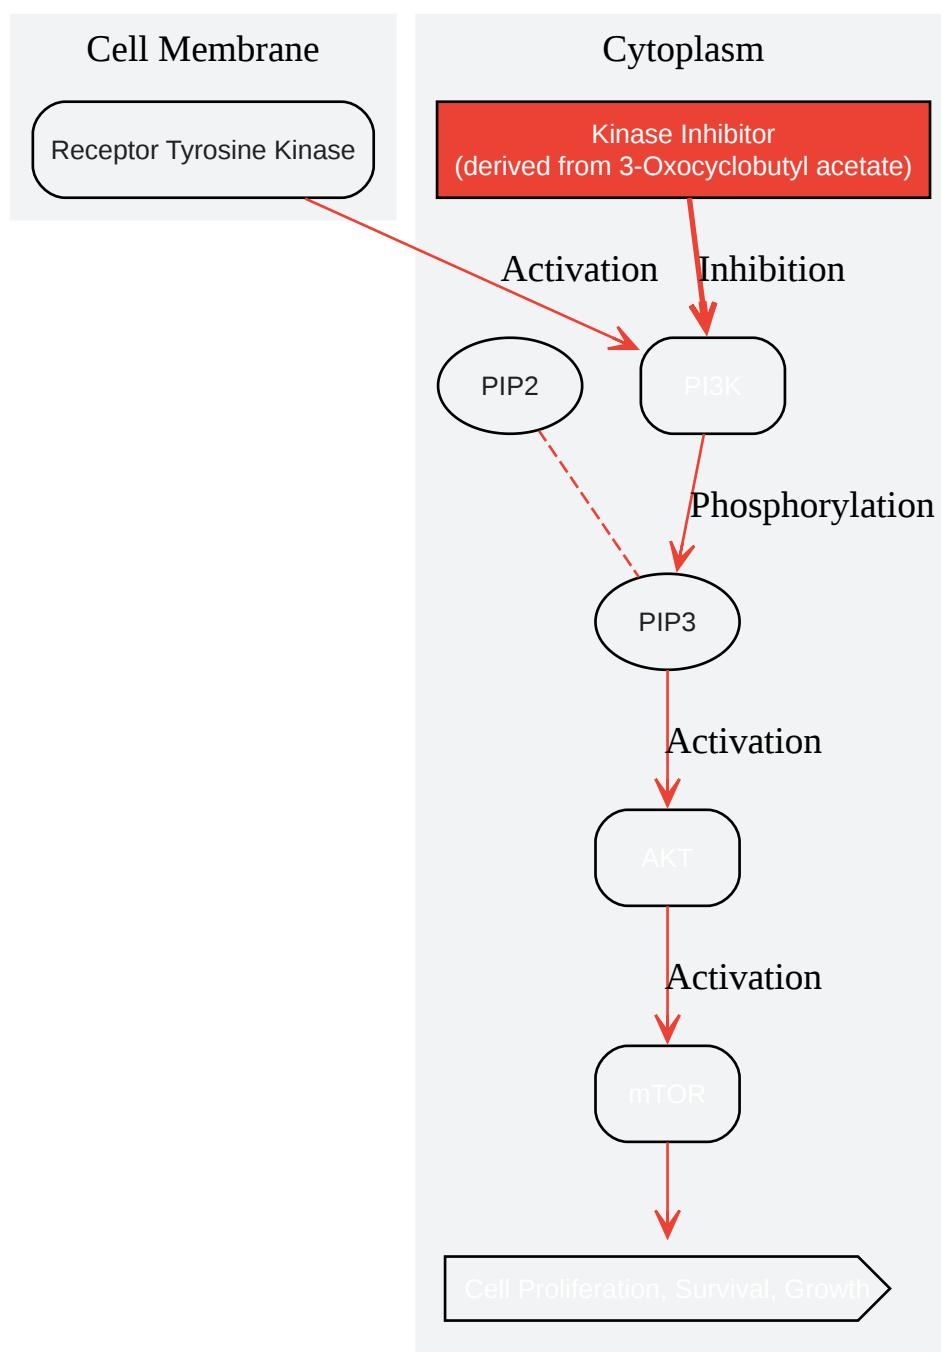 Cell Membrane
Cytoplasm
Receptor Tyrosine Kinase
Kinase Inhibitor
(derived from 3-Oxocyclobutyl acetate)
Activation
Inhibition
PIP2
PI3K
Phosphorylation
PIP3
Activation
AKT
Activation
mTOR
Cell Proliferation, Survival, Growth